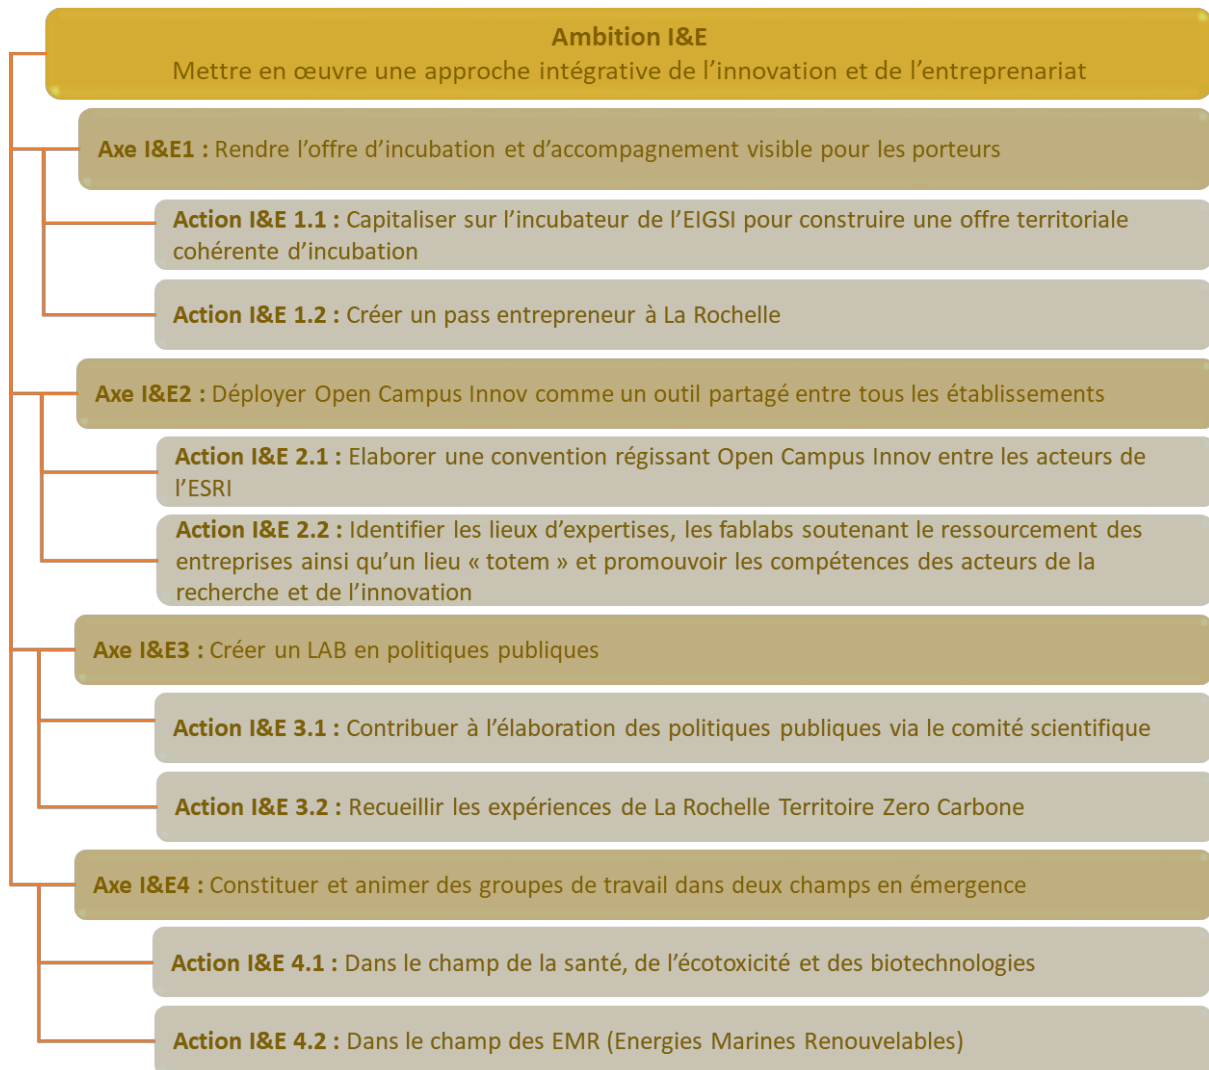 Ambition I&E
Mettre en œuvre une approche intégrative de l’innovation et de l’entreprenariat
Axe I&E1 : Rendre l’offre d’incubation et d’accompagnement visible pour les porteurs
Action I&E 1.1 : Capitaliser sur l’incubateur de l’EIGSI pour construire une offre territoriale
cohérente d’incubation
Action I&E 1.2 : Créer un pass entrepreneur à La Rochelle
Axe I&E2 : Déployer Open Campus Innov comme un outil partagé entre tous les établissements
Action I&E 2.1 : Elaborer une convention régissant Open Campus Innov entre les acteurs de
l’ESRI
Action I&E 2.2 : Identifier les lieux d’expertises, les fablabs soutenant le ressourcement des
entreprises ainsi qu’un lieu « totem » et promouvoir les compétences des acteurs de la
recherche et de l’innovation
Axe I&E3 : Créer un LAB en politiques publiques
Action I&E 3.1 : Contribuer à l’élaboration des politiques publiques via le comité scientifique
Action I&E 3.2 : Recueillir les expériences de La Rochelle Territoire Zero Carbone
Axe I&E4 : Constituer et animer des groupes de travail dans deux champs en émergence
Action I&E 4.1 : Dans le champ de la santé, de l’écotoxicité et des biotechnologies
Action I&E 4.2 : Dans le champ des EMR (Energies Marines Renouvelables)